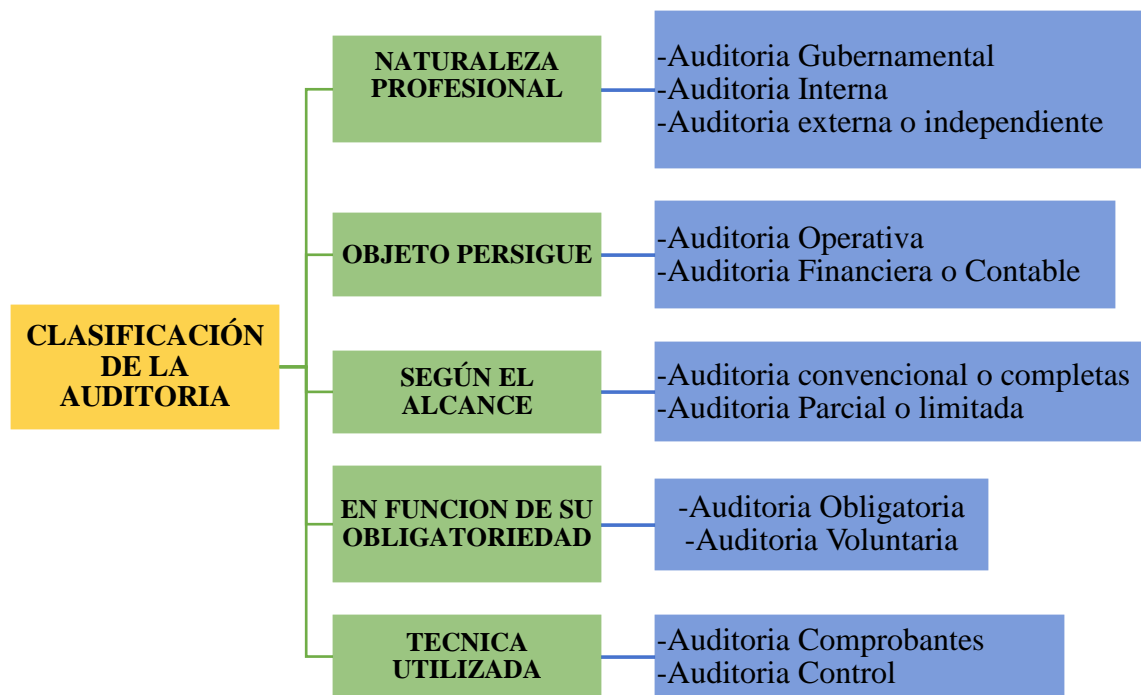 CLASIFICACIÓN
DE LA
AUDITORIA
NATURALEZA
PROFESIONAL
-Auditoria Gubernamental
-Auditoria Interna
-Auditoria externa o independiente
OBJETO PERSIGUE
-Auditoria Operativa
-Auditoria Financiera o Contable
SEGÚN EL
ALCANCE
-Auditoria convencional o completas
-Auditoria Parcial o limitada
EN FUNCION DE SU
OBLIGATORIEDAD
-Auditoria Obligatoria
-Auditoria Voluntaria
TECNICA
UTILIZADA
-Auditoria Comprobantes
-Auditoria Control